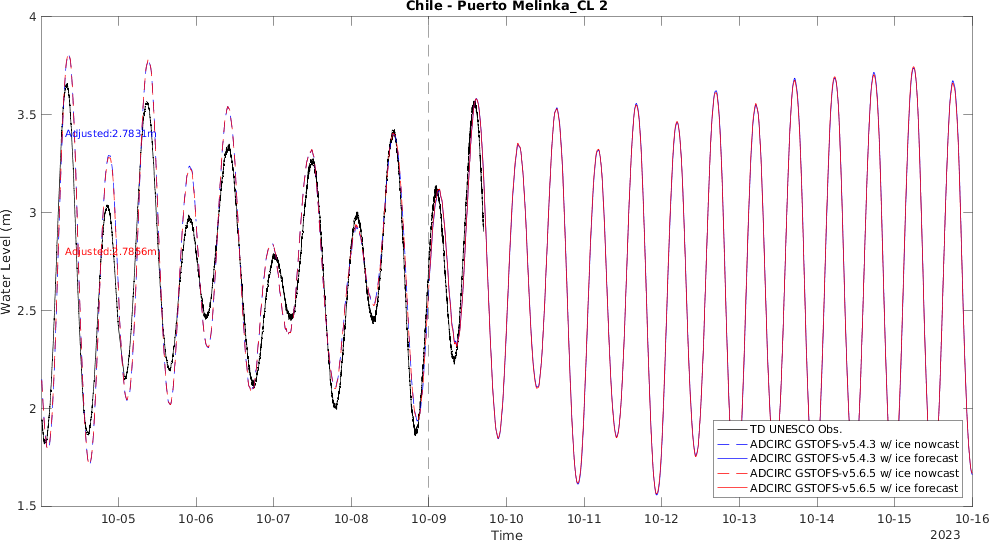 Chile - Puerto Melinka_CL 2
4
3.5
3
2.5
2
1.5
Water Level (m)
Adjusted:2.7831m
Adjusted:2.7856m
TD UNESCO Obs.
ADCIRC GSTOFS-v5.4.3 w/ ice nowcast
ADCIRC GSTOFS-v5.4.3 w/ ice forecast
ADCIRC GSTOFS-v5.6.5 w/ ice nowcast
ADCIRC GSTOFS-v5.6.5 w/ ice forecast
10-05 10-06 10-07 10-08 10-09 10-10 10-11 10-12 10-13 10-14 10-15 10-16
Time
2023